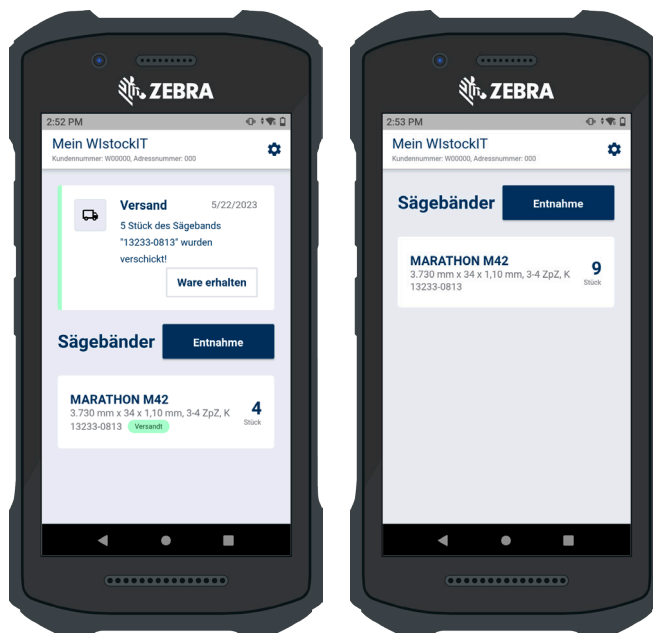 ZEBRA
2:52 PM
Mein WIstockIT
Kundennummer: W00000, Adressnummer: 000
Versand 5/22/2023
5 Stück des Sägebands
"13233-0813" wurden
verschickt!
Ware erhalten
Sägebänder Entnahme
MARATHON M42
3.730 mm x 34 x 1,10 mm, 3-4 ZpZ, K
13233-0813 Versandt
4
Stück
ZEBRA
2:53 PM
Mein WIstockIT
Kundennummer: W00000, Adressnummer: 000
Sägebänder Entnahme
MARATHON M42
3.730 mm x 34 x 1,10 mm, 3-4 ZpZ, K
13233-0813
9
Stück